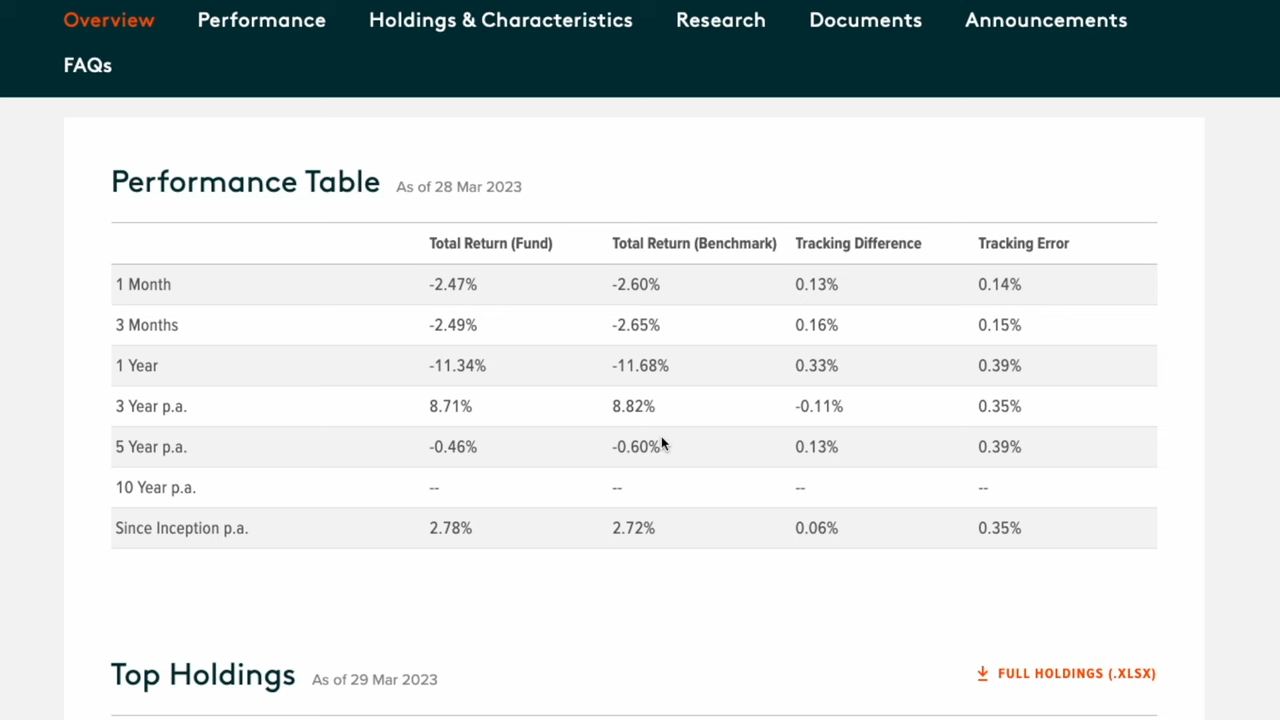 Overview Performance Holdings & Characteristics Research Documents Announcements
FAQs
Performance Table As of 28 Mar 2023
Total Return (Fund) Total Return (Benchmark) Tracking Difference Tracking Error
1 Month -2.47% -2.60% 0.13% 0.14%
3 Months -2.49% -2.65% 0.16% 0.15%
1 Year -11.34% -11.68% 0.33% 0.39%
3 Year p.a. 8.71% 8.82% -0.11% 0.35%
5 Year p.a. -0.46% -0.60% 0.13% 0.39%
10 Year p.a. -- -- -- --
Since Inception p.a. 2.78% 2.72% 0.06% 0.35%
Top Holdings As of 29 Mar 2023 FULL HOLDINGS (.XLSX)